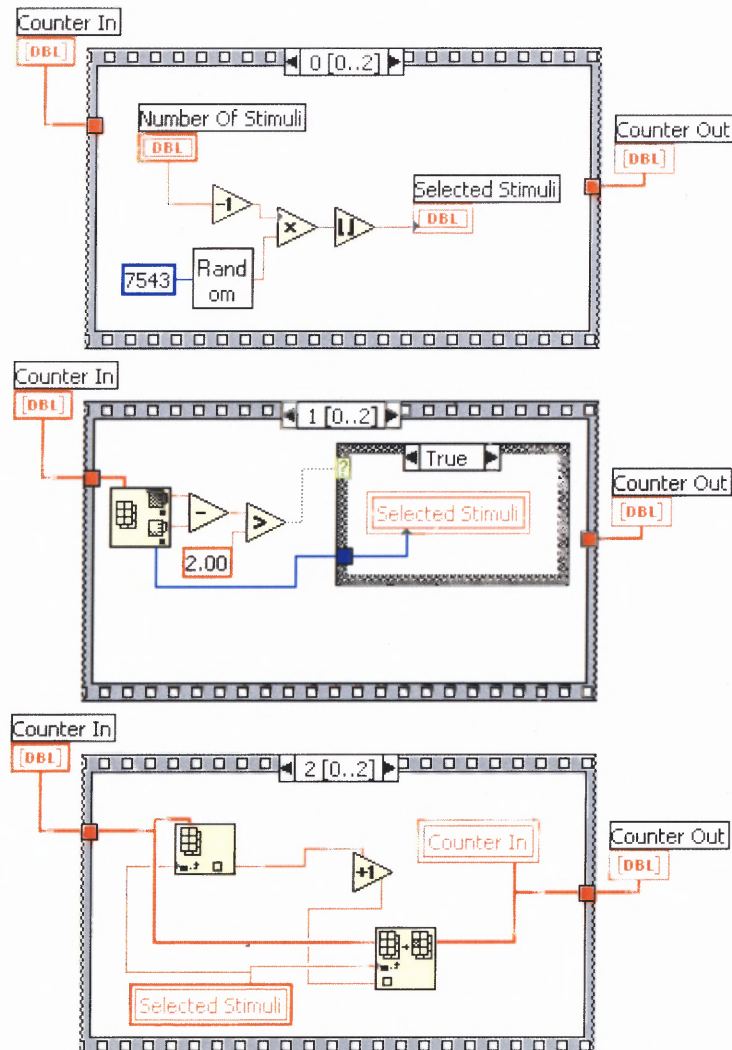 Counter In
[DBL]
0 [0..2]
Number Of Stimuli
DBL
Counter Out
[DBL]
Selected Stimuli
DBL
-1
x
7543
Rand
om
Counter In
[DBL]
1 [0..2]
True
?
Counter Out
[DBL]
Selected Stimuli
-
>
2.00
Counter In
[DBL]
2 [0..2]
Counter In
Counter Out
[DBL]
+1
Selected Stimuli